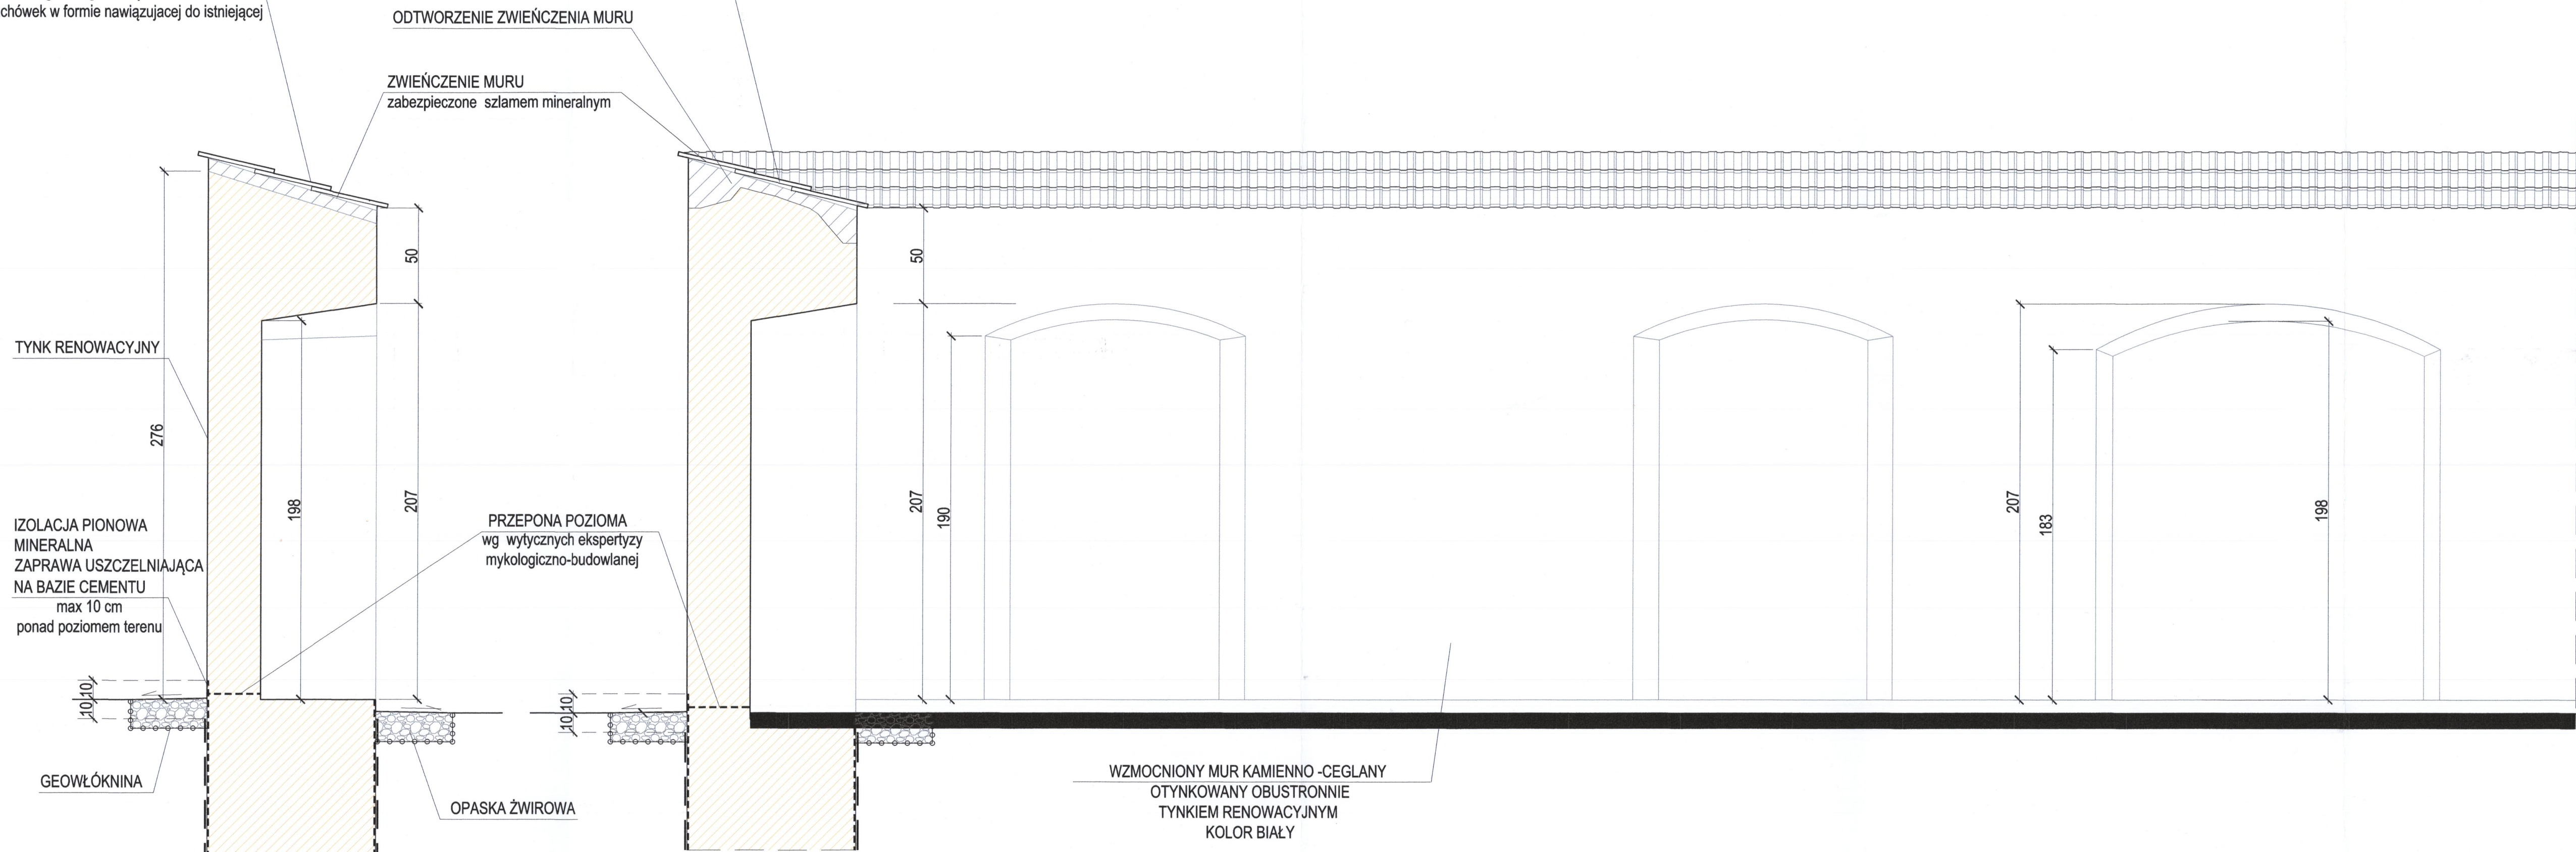 chówek w formie nawiązujacej do istniejącej
ODTWORZENIE ZWIEŃCZENIA MURU
ZWIEŃCZENIE MURU
zabezpieczone szlamem mineralnym
50
50
TYNK RENOWACYJNY
276
198
207
207
190
207
183
198
IZOLACJA PIONOWA
MINERALNA
ZAPRAWA USZCZELNIAJĄCA
NA BAZIE CEMENTU
max 10 cm
ponad poziomem terenu
PRZEPONA POZIOMA
wg wytycznych ekspertyzy
mykologiczno-budowlanej
10
10
10
10
GEOWŁÓKNINA
OPASKA ŻWIROWA
WZMOCNIONY MUR KAMIENNO -CEGLANY
OTYNKOWANY OBUSTRONNIE
TYNKIEM RENOWACYJNYM
KOLOR BIAŁY